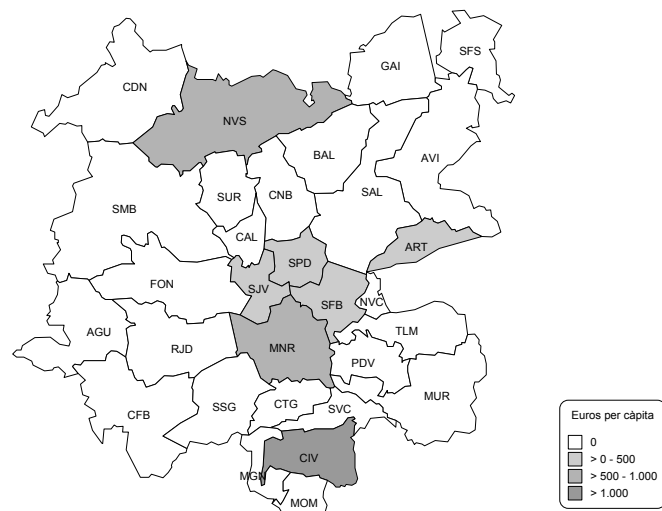 SFS
GAI
CDN
NVS
BAL
AVI
SUR
CNB
SAL
SMB
CAL
ART
SPD
FON
SJV
SFB
NVC
AGU
RJD
MNR
TLM
PDV
MUR
CFB
SSG
CTG
SVC
CIV
MGN
MOM
Euros per càpita
0
> 0 - 500
> 500 - 1.000
> 1.000